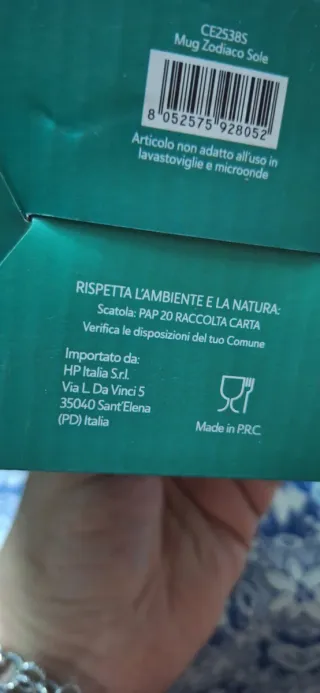 CE2538S
Mug Zodiaco Sole
8 052575 928052
Articolo non adatto all'uso in
lavastoviglie e microonde
RISPETTA L'AMBIENTE E LA NATURA:
Scatola: PAP 20 RACCOLTA CARTA
Verifica le disposizioni del tuo Comune
Importato da:
HP Italia S.r.l.
Via L. Da Vinci 5
35040 Sant'Elena
(PD) Italia
Made in P.R.C.